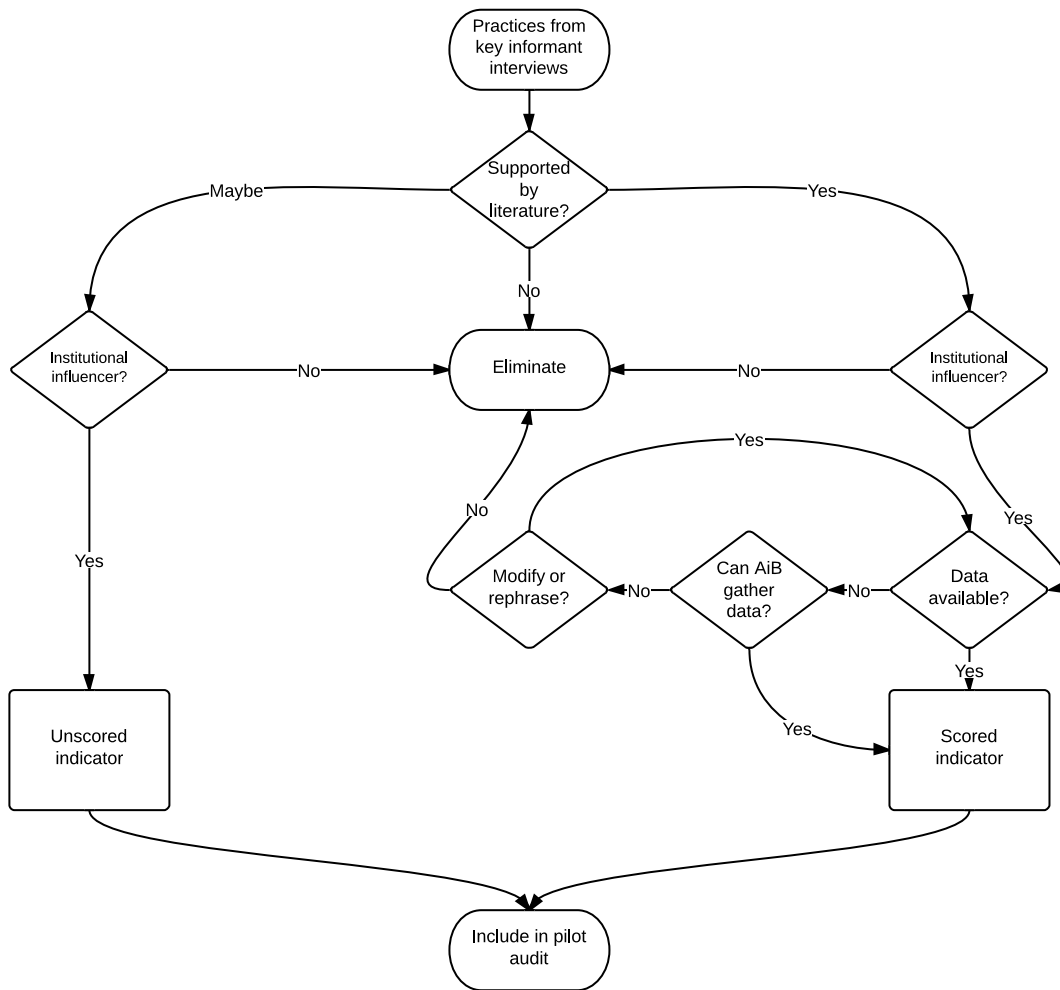 Practices from
key informant
interviews
Supported
by
literature?
Maybe
Yes
No
Institutional
influencer?
No
Eliminate
No
Institutional
influencer?
Yes
No
Yes
Yes
Modify or
rephrase?
No
Can AiB
gather
data?
No
Data
available?
Yes
Yes
Unscored
indicator
Scored
indicator
Include in pilot
audit